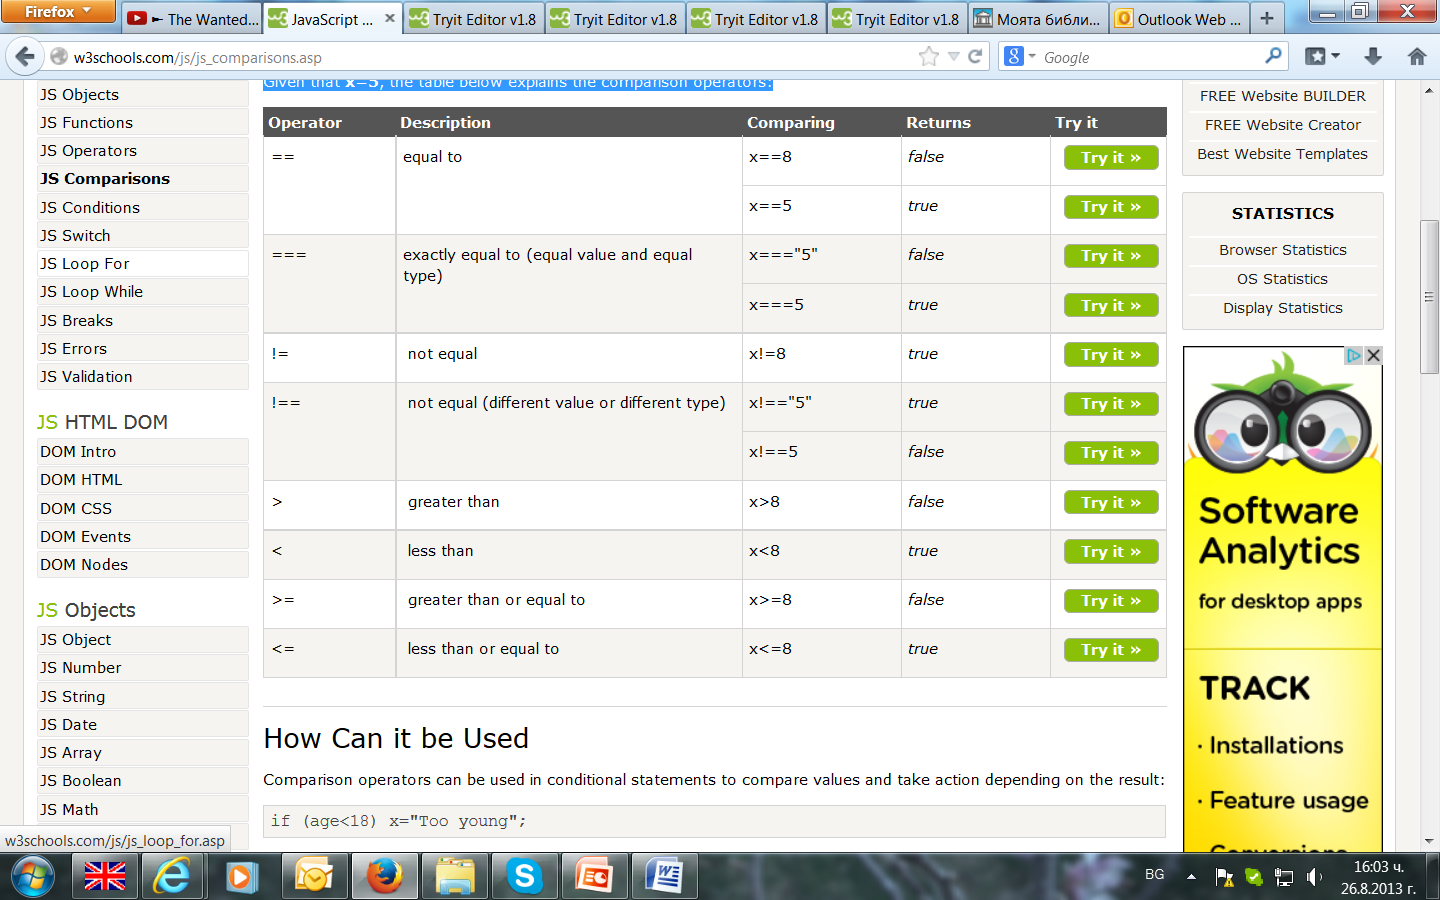 Firefox
► The Wanted...
JavaScript ...
Tryit Editor v1.8
Tryit Editor v1.8
Tryit Editor v1.8
Tryit Editor v1.8
Моята библи...
Outlook Web ...
w3schools.com/js/js_comparisons.asp
Google
JS Objects
JS Functions
JS Operators
JS Comparisons
JS Conditions
JS Switch
JS Loop For
JS Loop While
JS Breaks
JS Errors
JS Validation
JS HTML DOM
DOM Intro
DOM HTML
DOM CSS
DOM Events
DOM Nodes
JS Objects
JS Object
JS Number
JS String
JS Date
JS Array
JS Boolean
JS Math
w3schools.com/js/js_loop_for.asp
Given that x=5, the table below explains the comparison operators:
Operator Description Comparing Returns Try it
== equal to x==8 false Try it »
x==5 true Try it »
=== exactly equal to (equal value and equal x==="5" false Try it »
type)
x===5 true Try it »
!= not equal x!=8 true Try it »
!== not equal (different value or different type) x!=="5" true Try it »
x!==5 false Try it »
> greater than x>8 false Try it »
< less than x<8 true Try it »
>= greater than or equal to x>=8 false Try it »
<= less than or equal to x<=8 true Try it »
How Can it be Used
Comparison operators can be used in conditional statements to compare values and take action depending on the result:
if (age<18) x="Too young";
FREE Website BUILDER
FREE Website Creator
Best Website Templates
STATISTICS
Browser Statistics
OS Statistics
Display Statistics
Software
Analytics
for desktop apps
TRACK
· Installations
· Feature usage
· Conversions
BG
16:03 ч.
26.8.2013 г.